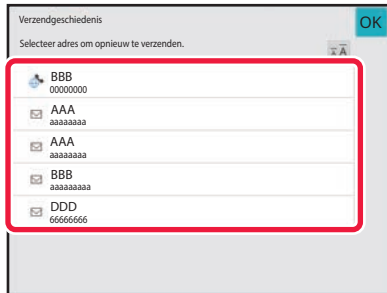 Verzendgeschiedenis
OK
Selecteer adres om opnieuw te verzenden.
A A
BBB
00000000
AAA
aaaaaaaa
AAA
aaaaaaaa
BBB
aaaaaaaaa
DDD
66666666